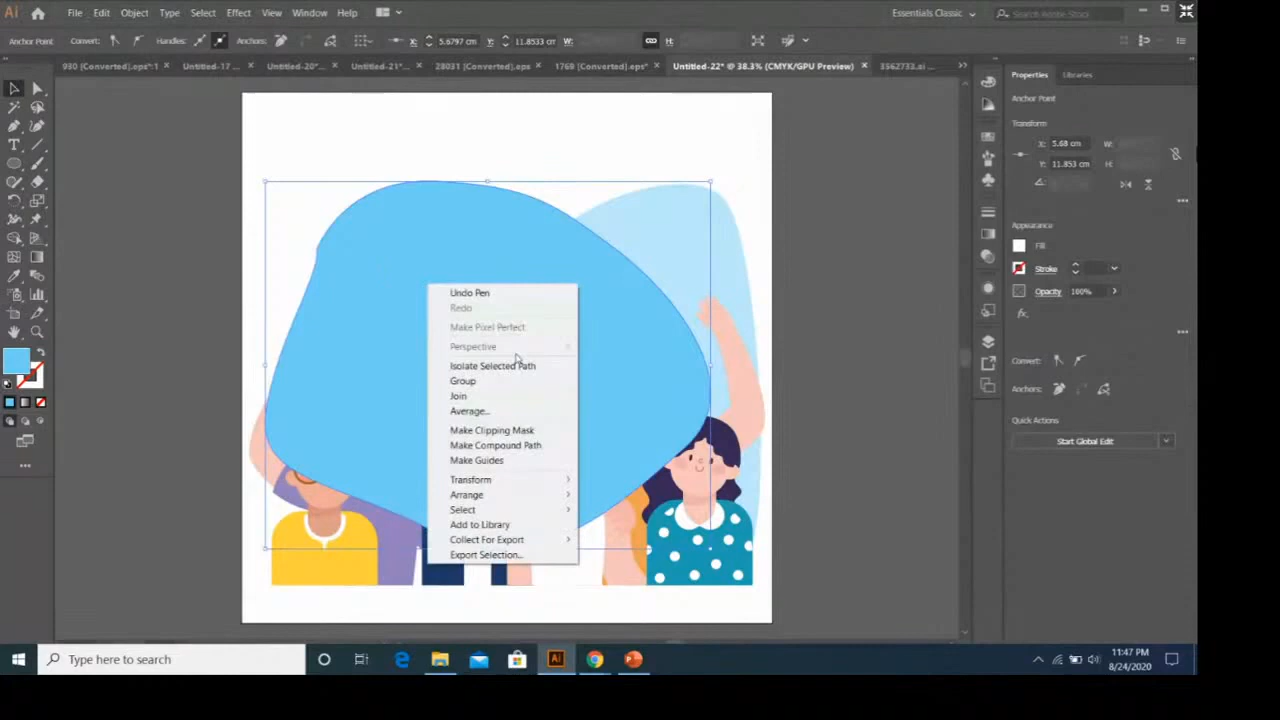 Ai File Edit Object Type Select Effect View Window Help Essentials Classic Search Adobe Stock
Anchor Point Convert: Handles: Anchors: X: 5.6797 cm Y: 11.8533 cm W: H:
930 [Converted].eps* Untitled-17 ... Untitled-20* ... Untitled-21* ... 28031 [Converted].eps 1769 [Converted].eps* Untitled-22* @ 38.3% (CMYK/GPU Preview) 3562733.ai ...
Properties Libraries
Anchor Point
Transform
X: 5.68 cm W:
Y: 11.853 cm H:
Appearance
Fill
Stroke
Opacity 100%
fx.
Convert:
Anchors:
Quick Actions
Start Global Edit
Undo Pen
Redo
Make Pixel Perfect
Perspective
Isolate Selected Path
Group
Join
Average...
Make Clipping Mask
Make Compound Path
Make Guides
Transform
Arrange
Select
Add to Library
Collect For Export
Export Selection...
Type here to search
Ai
11:47 PM
8/24/2020